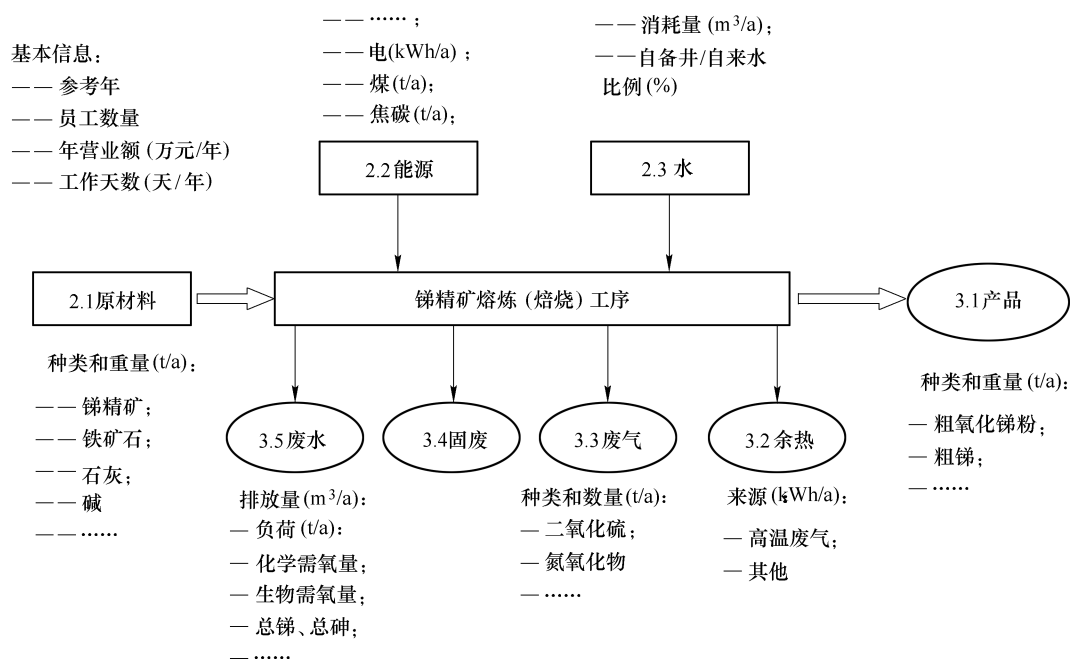 基本信息：
—— 参考年
—— 员工数量
—— 年营业额 (万元/年)
—— 工作天数 (天/年)
—— ……；
—— 电(kWh/a)；
—— 煤(t/a)；
—— 焦碳(t/a)；
—— 消耗量 (m³/a)；
—— 自备井/自来水
比例(%)
2.2能源
2.3 水
2.1原材料
锑精矿熔炼 (焙烧) 工序
3.1产品
种类和重量(t/a)：
—— 锑精矿；
—— 铁矿石；
—— 石灰；
—— 碱
—— ……
3.5废水
3.4固废
3.3废气
3.2余热
排放量(m³/a)：
— 负荷(t/a)：
— 化学需氧量；
— 生物需氧量；
— 总锑、总砷；
— ……
种类和数量(t/a)：
— 二氧化硫；
— 氮氧化物
— ……
来源(kWh/a)：
— 高温废气；
— 其他
种类和重量(t/a)：
— 粗氧化锑粉；
— 粗锑；
— ……